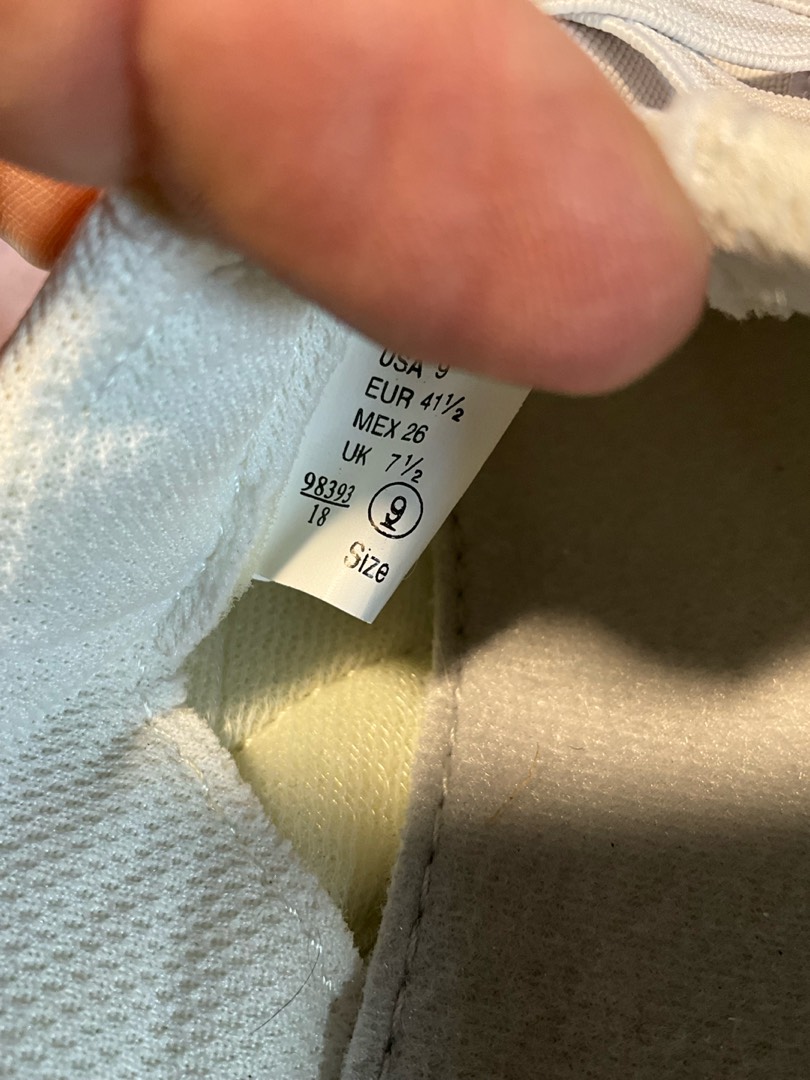 USA 9
EUR 41½
MEX 26
UK 7½
98393
18
9
Size